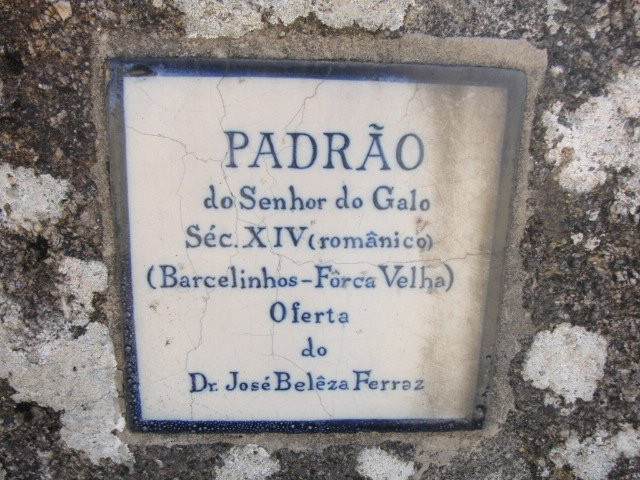 PADRÃO
do Senhor do Galo
Séc. XIV (românico)
(Barcelinhos-Fôrca Velha)
Oferta
do
Dr. José Belêza Ferraz